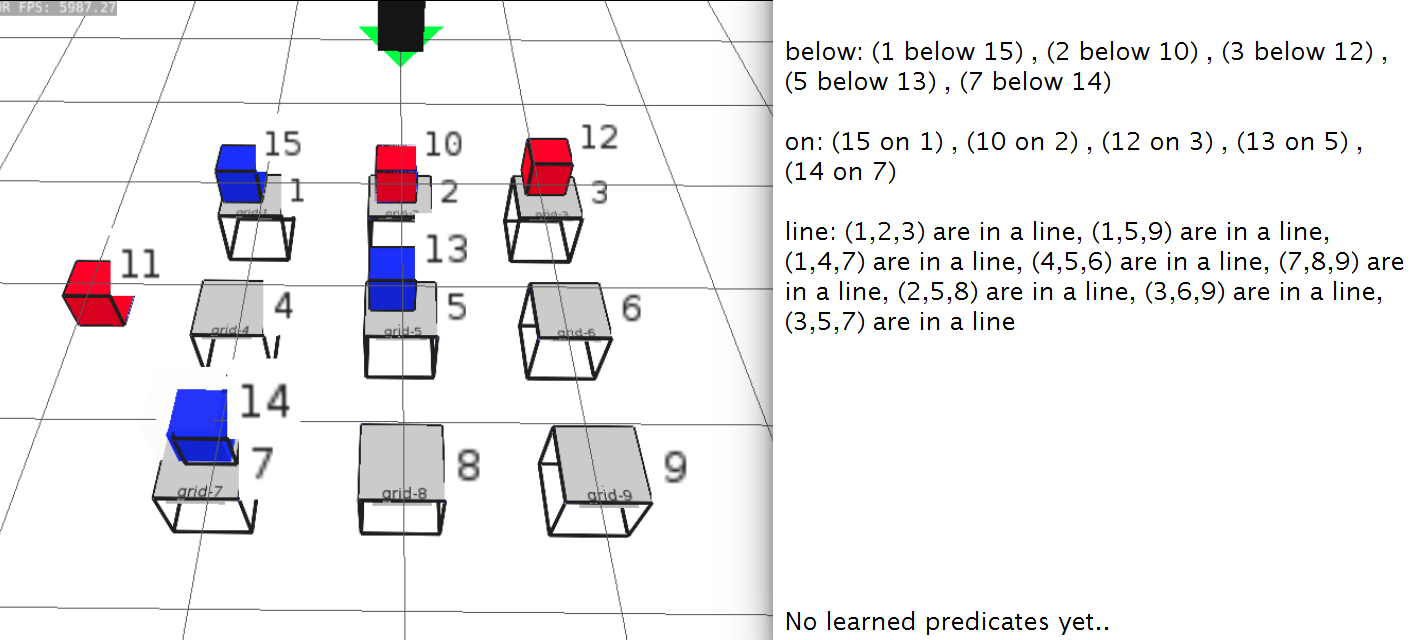 R FPS: 5987.27
15
10
12
1
2
3
grid-1
grid-2
grid-3
13
11
4
5
6
grid-4
grid-5
grid-6
14
7
8
9
grid-7
grid-8
grid-9
below: (1 below 15) , (2 below 10) , (3 below 12) ,
(5 below 13) , (7 below 14)
on: (15 on 1) , (10 on 2) , (12 on 3) , (13 on 5) ,
(14 on 7)
line: (1,2,3) are in a line, (1,5,9) are in a line,
(1,4,7) are in a line, (4,5,6) are in a line, (7,8,9) are
in a line, (2,5,8) are in a line, (3,6,9) are in a line,
(3,5,7) are in a line
No learned predicates yet..